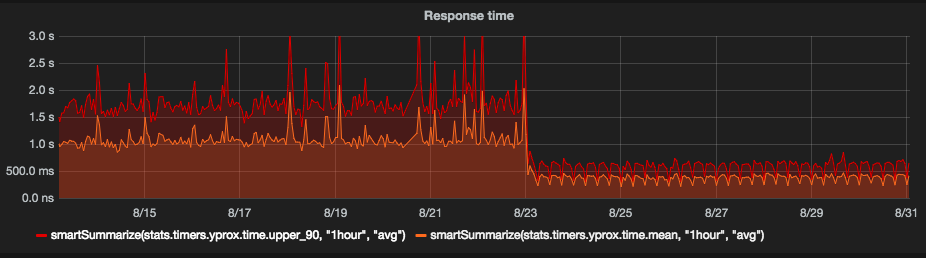 Response time
3.0 s
2.5 s
2.0 s
1.5 s
1.0 s
500.0 ms
0.0 ns
8/15 8/17 8/19 8/21 8/23 8/25 8/27 8/29 8/31
smartSummarize(stats.timers.yprox.time.upper_90, "1hour", "avg") smartSummarize(stats.timers.yprox.time.mean, "1hour", "avg")